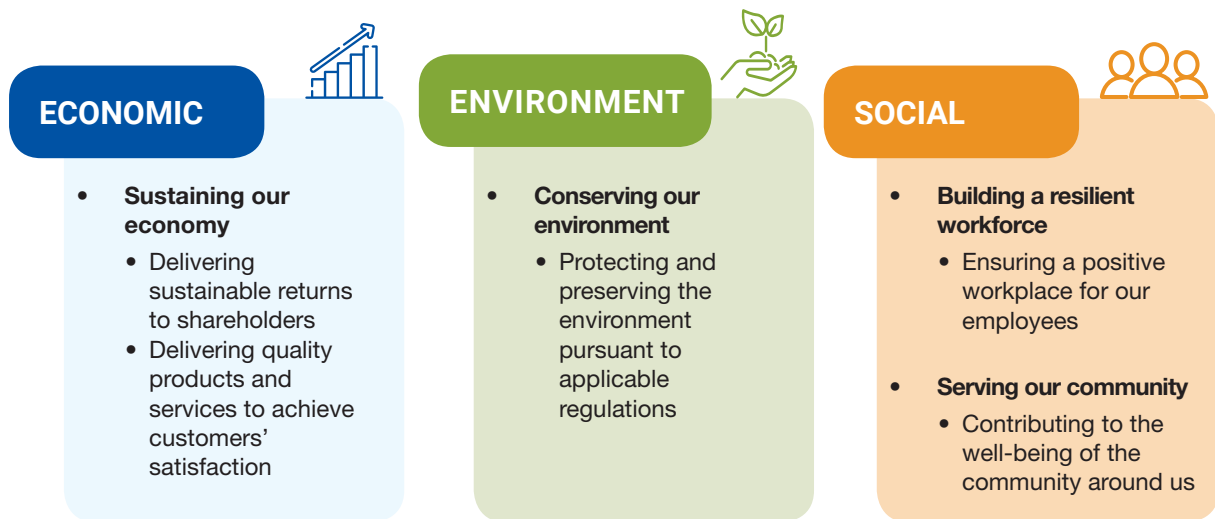 ECONOMIC
• Sustaining our
economy
• Delivering
sustainable returns
to shareholders
• Delivering quality
products and
services to achieve
customers’
satisfaction
ENVIRONMENT
• Conserving our
environment
• Protecting and
preserving the
environment
pursuant to
applicable
regulations
SOCIAL
• Building a resilient
workforce
• Ensuring a positive
workplace for our
employees
• Serving our community
• Contributing to the
well-being of the
community around us